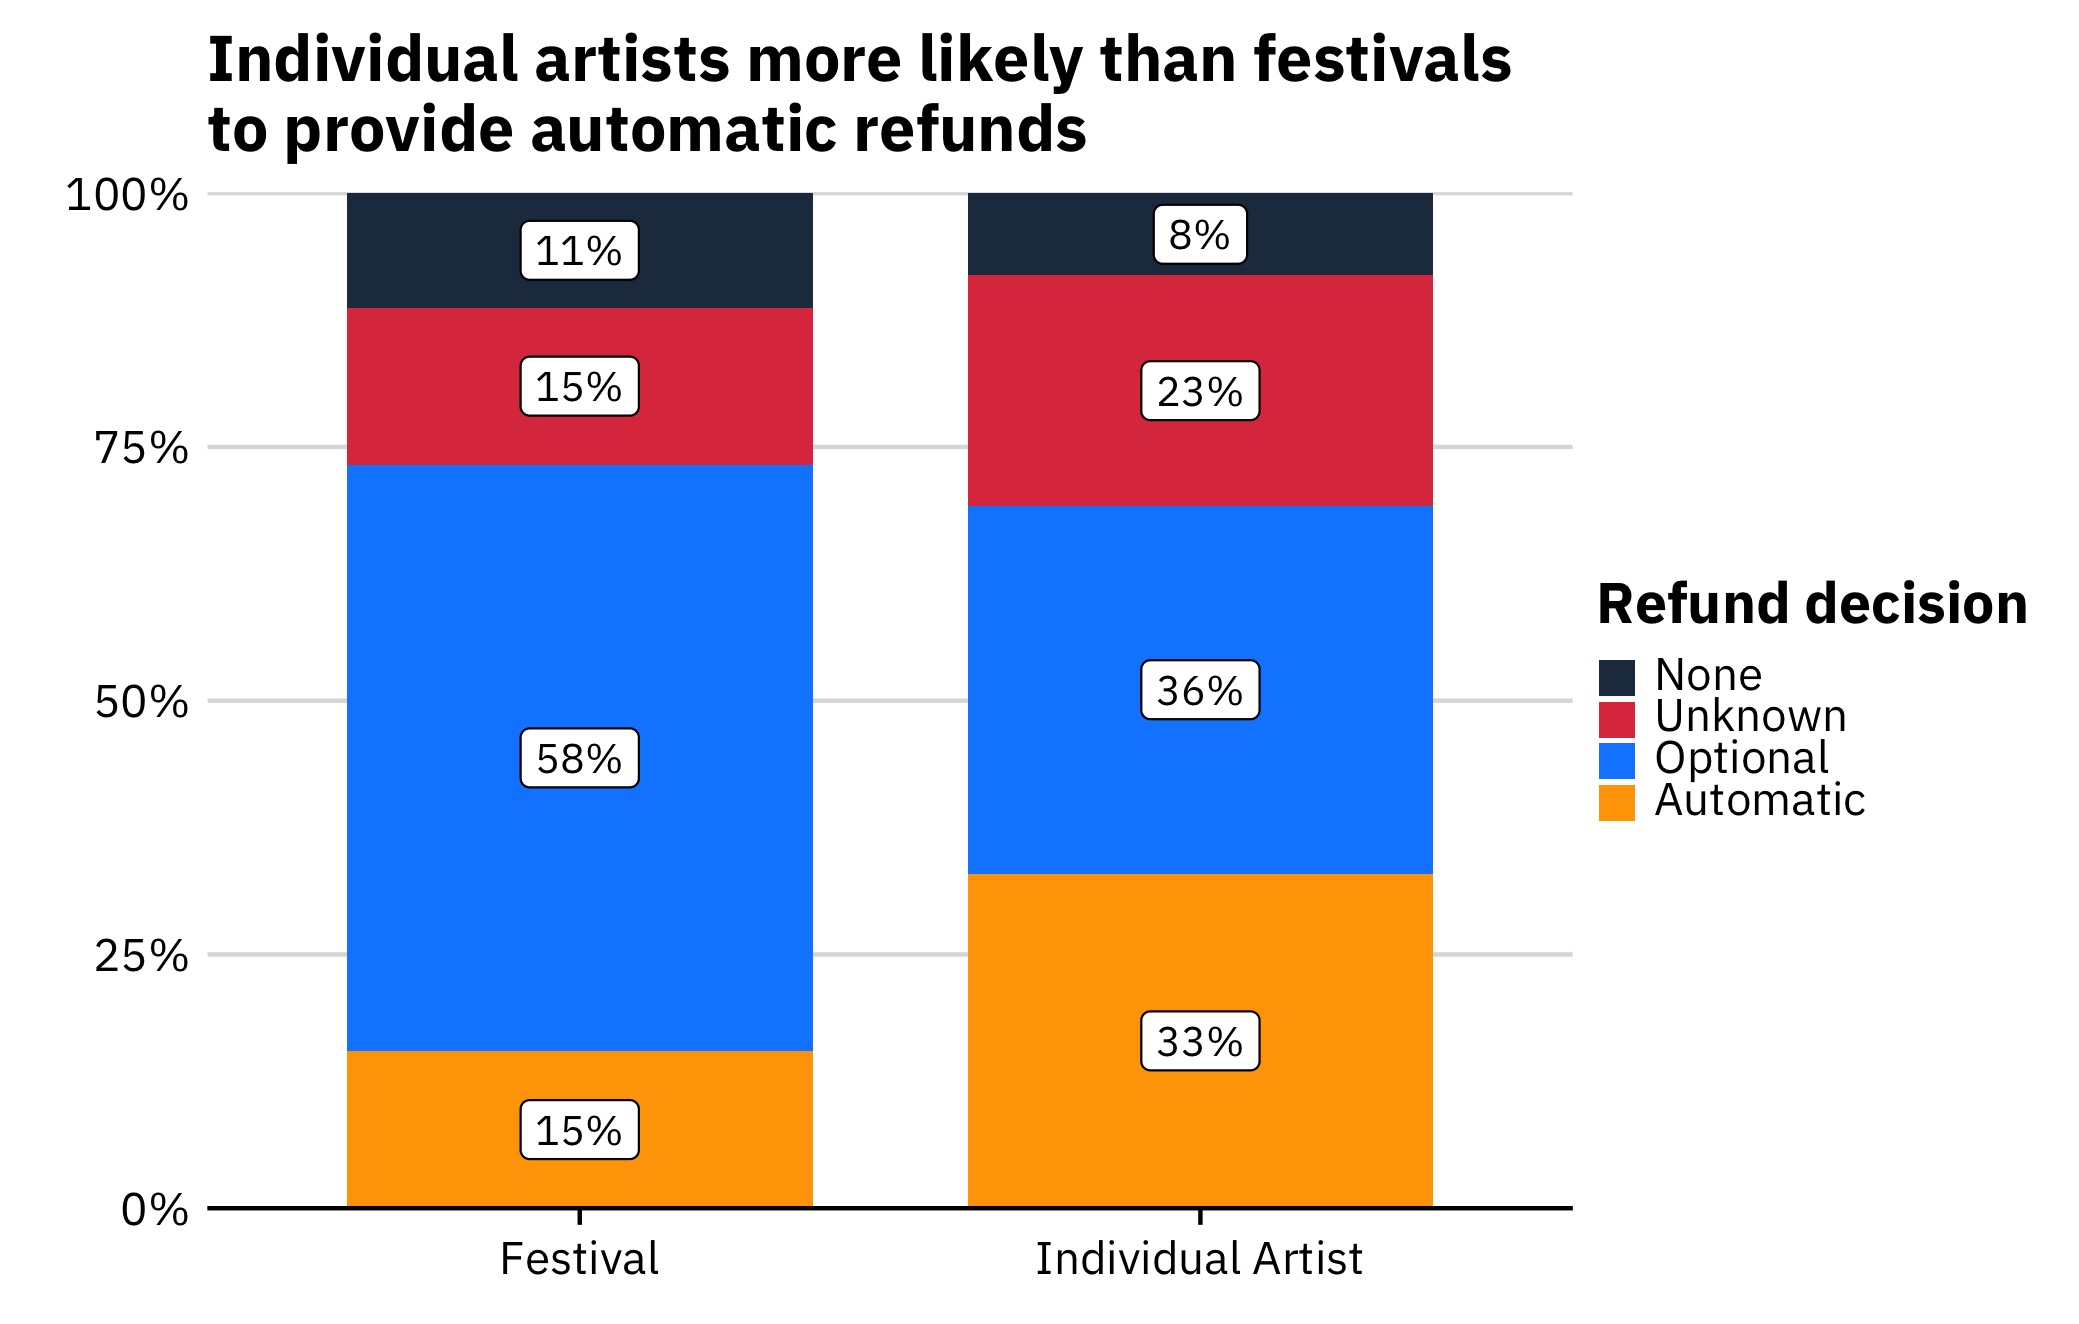 Individual artists more likely than festivals
to provide automatic refunds
100%
75%
50%
25%
0%
11%
15%
58%
15%
8%
23%
36%
33%
Festival
Individual Artist
Refund decision
None
Unknown
Optional
Automatic